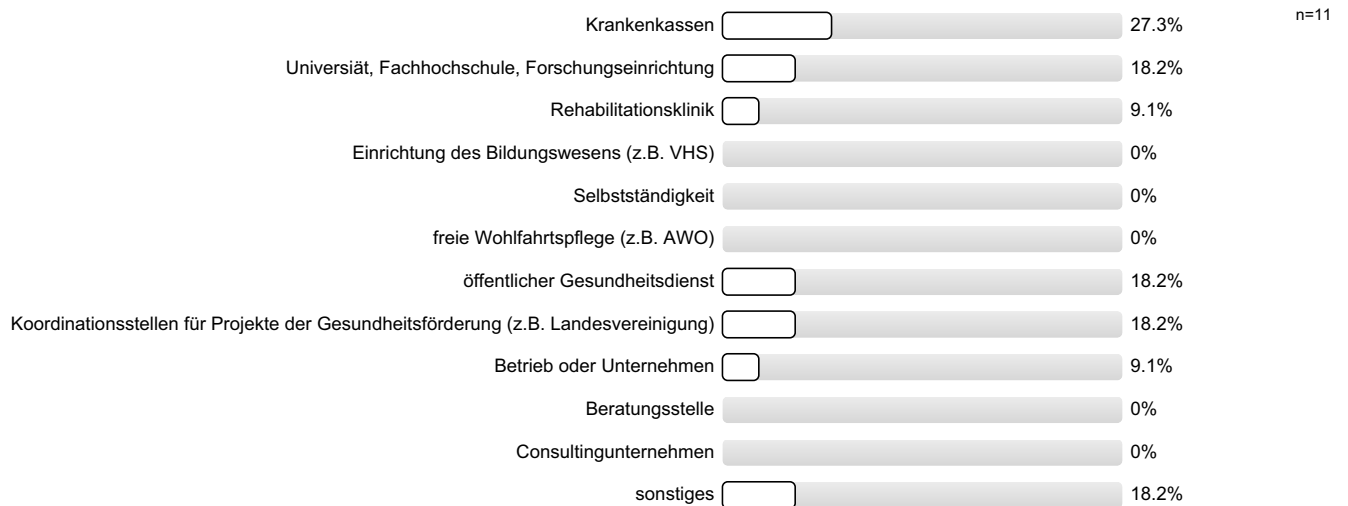 Krankenkassen 27.3% n=11
Universiät, Fachhochschule, Forschungseinrichtung 18.2%
Rehabilitationsklinik 9.1%
Einrichtung des Bildungswesens (z.B. VHS) 0%
Selbstständigkeit 0%
freie Wohlfahrtspflege (z.B. AWO) 0%
öffentlicher Gesundheitsdienst 18.2%
Koordinationsstellen für Projekte der Gesundheitsförderung (z.B. Landesvereinigung) 18.2%
Betrieb oder Unternehmen 9.1%
Beratungsstelle 0%
Consultingunternehmen 0%
sonstiges 18.2%